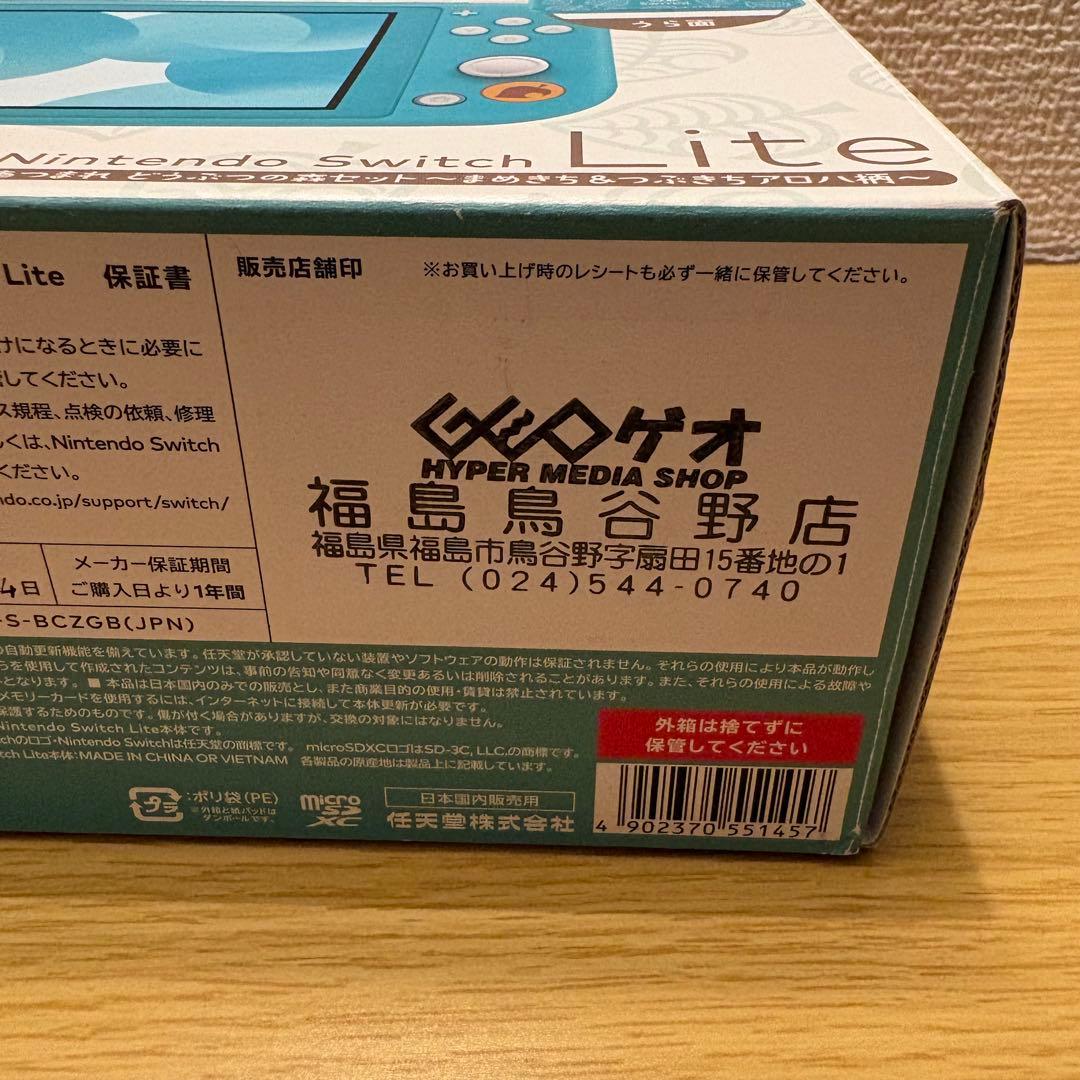 うら面
Nintendo Switch Lite
あつまれ どうぶつの森セット ～まめきち&つぶきちアロハ柄～
Lite 保証書
販売店舗印
※お買い上げ時のレシートも必ず一緒に保管してください。
けになるときに必要に
してください。
ス規程、点検の依頼、修理
しくは、Nintendo Switch
ください。
ndo.co.jp/support/switch/
GEOゲオ
HYPER MEDIA SHOP
福島鳥谷野店
福島県福島市鳥谷野字扇田15番地の1
TEL (024)544-0740
4日
メーカー保証期間
ご購入日より1年間
-S-BCZGB(JPN)
の自動更新機能を備えています。任天堂が承認していない装置やソフトウェアの動作は保証されません。それらの使用により本品が動作し
らを使用して作成されたコンテンツは、事前の告知や同意なく変更あるいは削除されることがあります。また、それらの使用による故障や
となります。 ■本品は日本国内のみでの販売とし、また商業目的の使用・賃貸は禁止されています。
メモリーカードを使用するには、インターネットに接続して本体更新が必要です。
保護するためのものです。傷が付く場合がありますが、交換の対象にはなりません。
Nintendo Switch Lite本体です。
tchのロゴ・Nintendo Switchは任天堂の商標です。 microSDXCロゴはSD-3C, LLC.の商標です。
tch Lite本体:MADE IN CHINA OR VIETNAM 各製品の原産地は製品上に記載しています。
外箱は捨てずに
保管してください
プラ
:ポリ袋(PE)
※外箱と紙パッドは
ダンボールです。
micro SD XC
日本国内販売用
任天堂株式会社
4 902370 551457